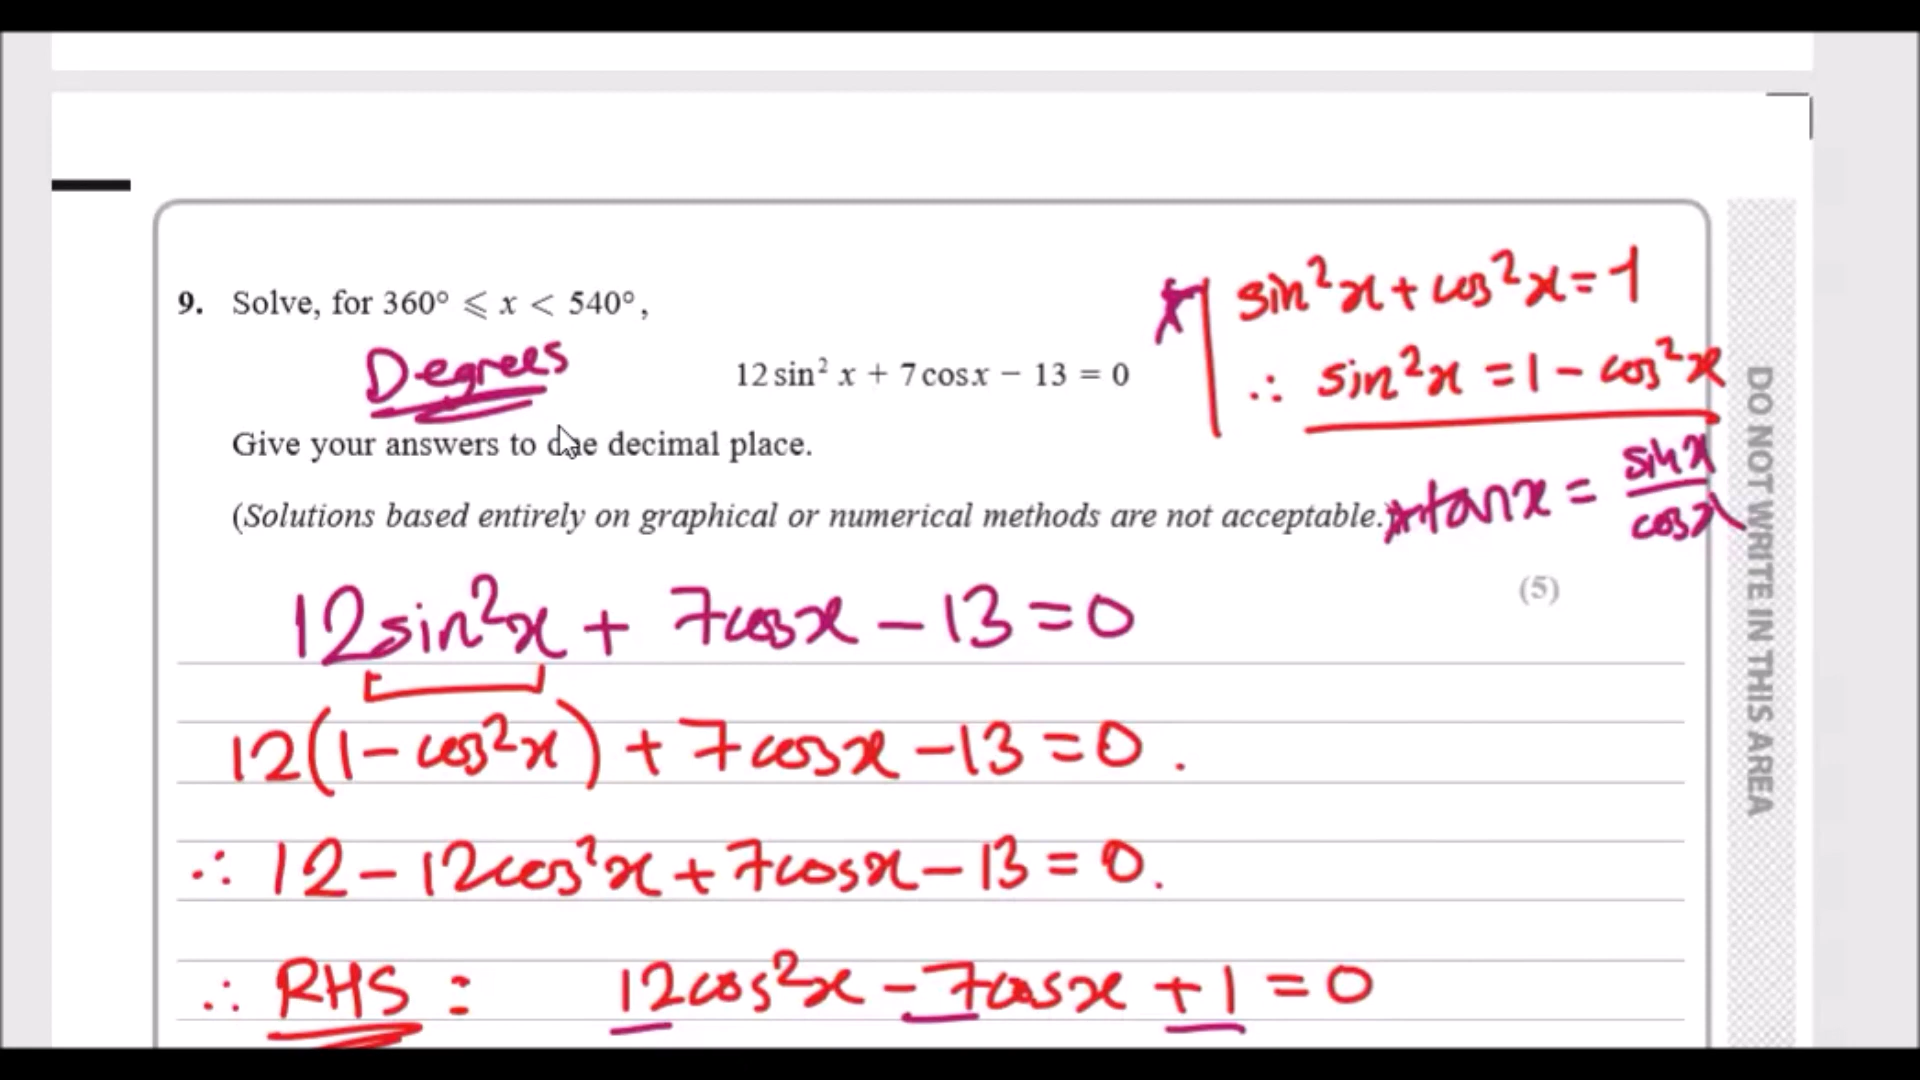 9. Solve, for 360° ⩽ x < 540°,
Degrees
12 sin² x + 7 cos x − 13 = 0
Give your answers to one decimal place.
(Solutions based entirely on graphical or numerical methods are not acceptable.)
(5)
* sin²x + cos²x = 1
∴ sin²x = 1 − cos²x
* tanx = sinx/cosx
12sin²x + 7cosx − 13 = 0
12(1 − cos²x) + 7cosx − 13 = 0.
∴ 12 − 12cos²x + 7cosx − 13 = 0.
∴ RHS : 12cos²x − 7cosx + 1 = 0
DO NOT WRITE IN THIS AREA